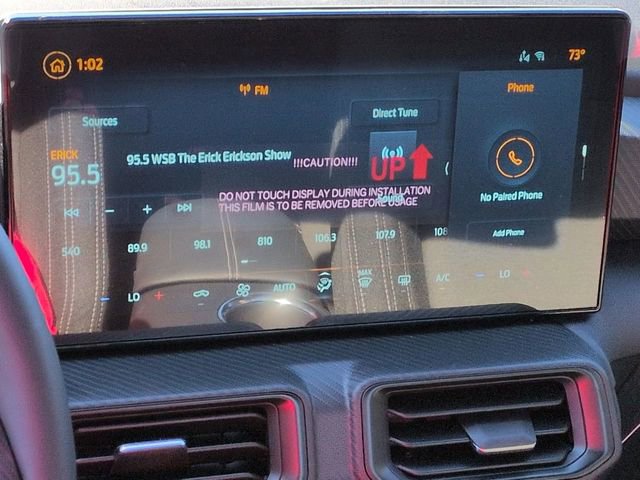 1:02
73°
FM
Phone
Sources
Direct Tune
ERICK
95.5
95.5 WSB The Erick Erickson Show
!!!CAUTION!!!
UP
No Paired Phone
DO NOT TOUCH DISPLAY DURING INSTALLATION
THIS FILM IS TO BE REMOVED BEFORE USAGE
Sound
Add Phone
540 89.9 98.1 810 106.3 107.9 108
LO AUTO MAX A/C LO